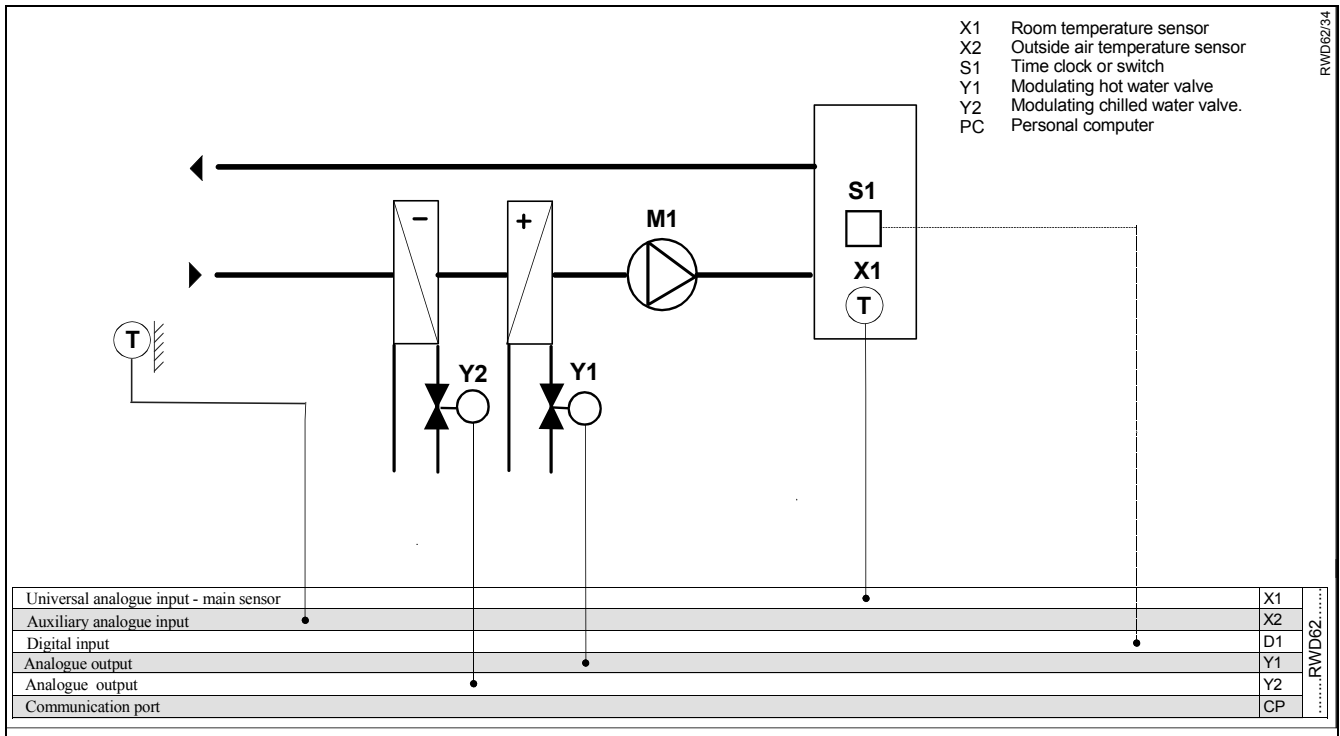 X1 Room temperature sensor
X2 Outside air temperature sensor
S1 Time clock or switch
Y1 Modulating hot water valve
Y2 Modulating chilled water valve.
PC Personal computer
RWD62/34
S1
M1
X1
T
T
Y2
Y1
−
+
Universal analogue input - main sensor X1
Auxiliary analogue input X2
Digital input D1
Analogue output Y1
Analogue output Y2
Communication port CP
........RWD62.......